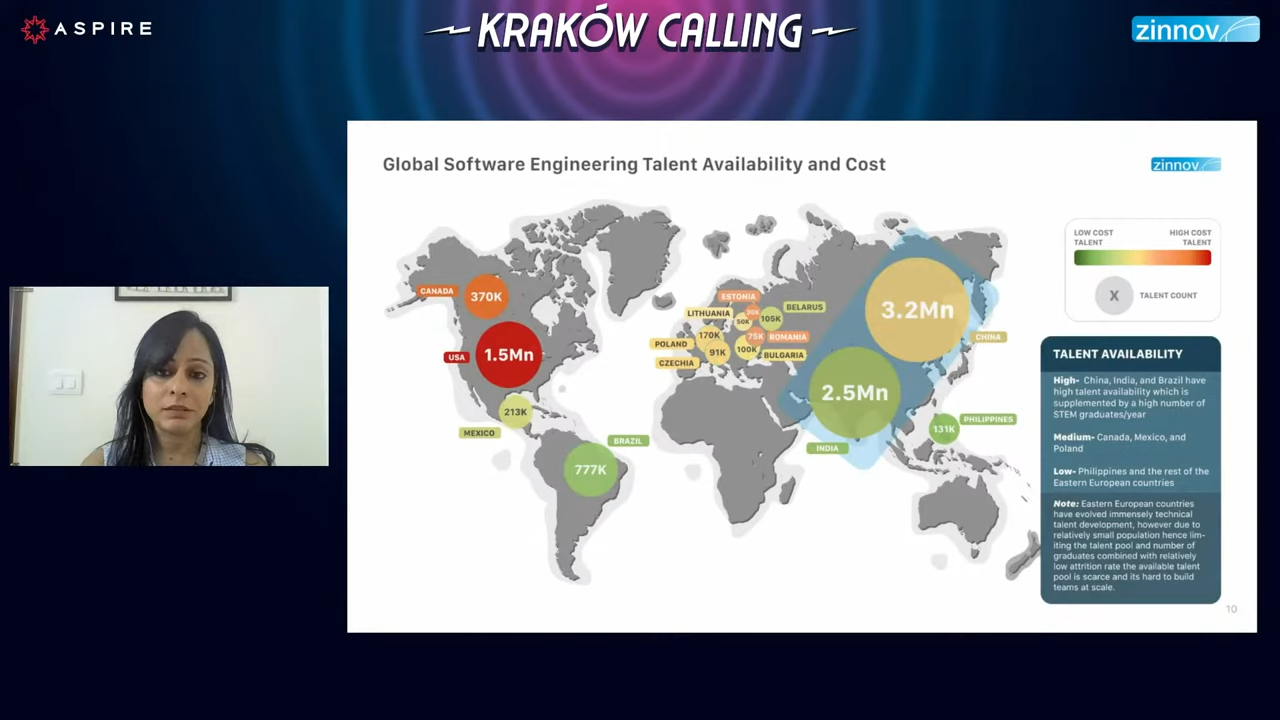 ASPIRE
KRAKÓW CALLING
zinnov
Global Software Engineering Talent Availability and Cost
zinnov
LOW COST
TALENT
HIGH COST
TALENT
X
TALENT COUNT
CANADA
370K
USA
1.5Mn
MEXICO
213K
BRAZIL
777K
ESTONIA
LITHUANIA
50K
BELARUS
105K
POLAND
170K
75K
ROMANIA
CZECHIA
91K
100K
BULGARIA
3.2Mn
CHINA
2.5Mn
INDIA
PHILIPPINES
131K
TALENT AVAILABILITY
High- China, India, and Brazil have
high talent availability which is
supplemented by a high number of
STEM graduates/year
Medium- Canada, Mexico, and
Poland
Low- Philippines and the rest of the
Eastern European countries
Note: Eastern European countries
have evolved immensely technical
talent development, however due to
relatively small population hence lim-
iting the talent pool and number of
graduates combined with relatively
low attrition rate the available talent
pool is scarce and its hard to build
teams at scale.
10